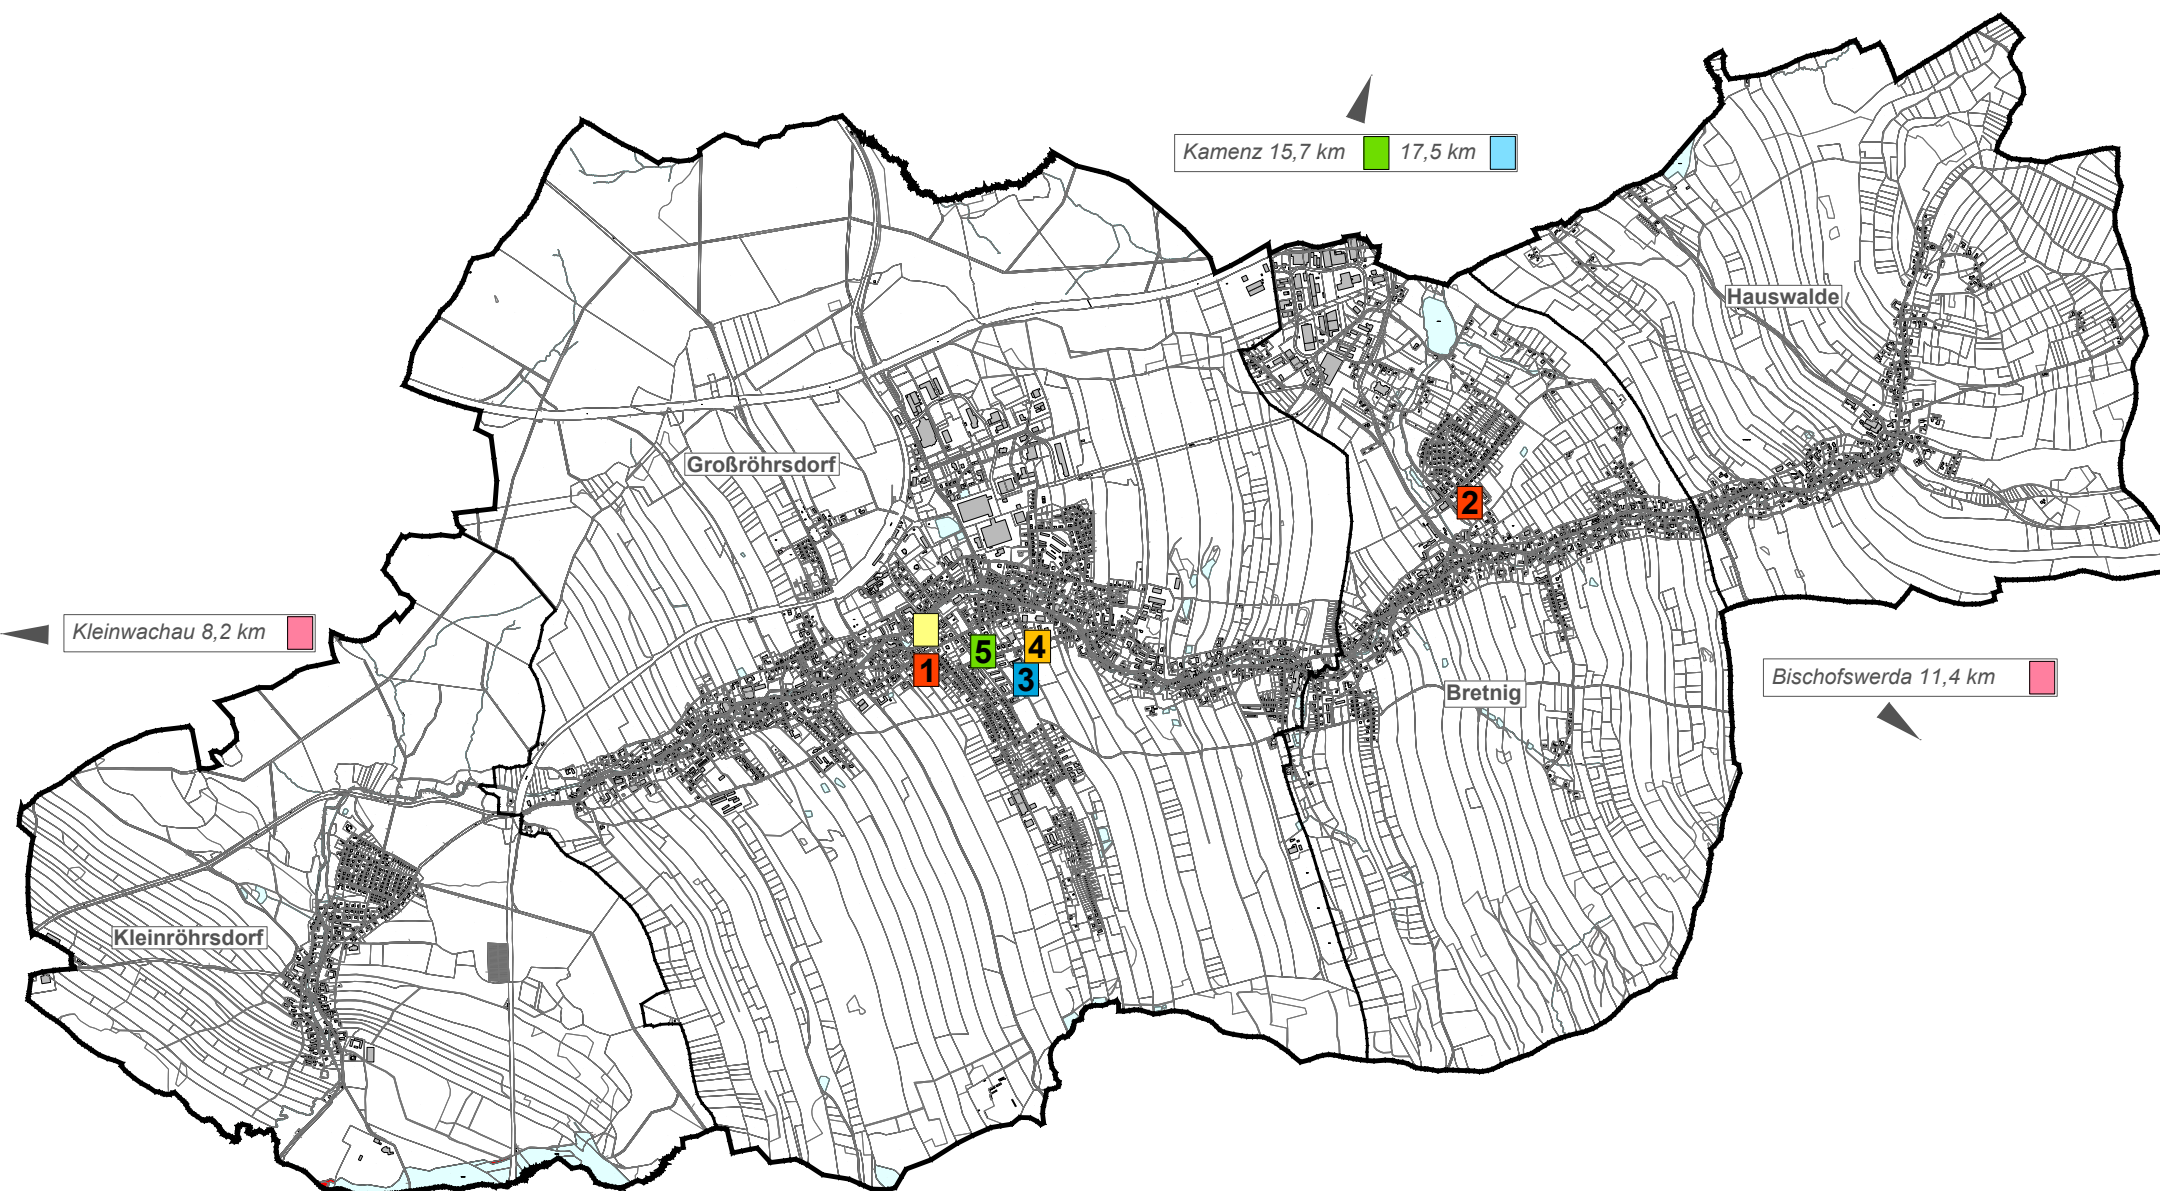 Kamenz 15,7 km 17,5 km
Hauswalde
Großröhrsdorf
2
Kleinwachau 8,2 km
5
4
1
3
Bretnig
Bischofswerda 11,4 km
Kleinröhrsdorf